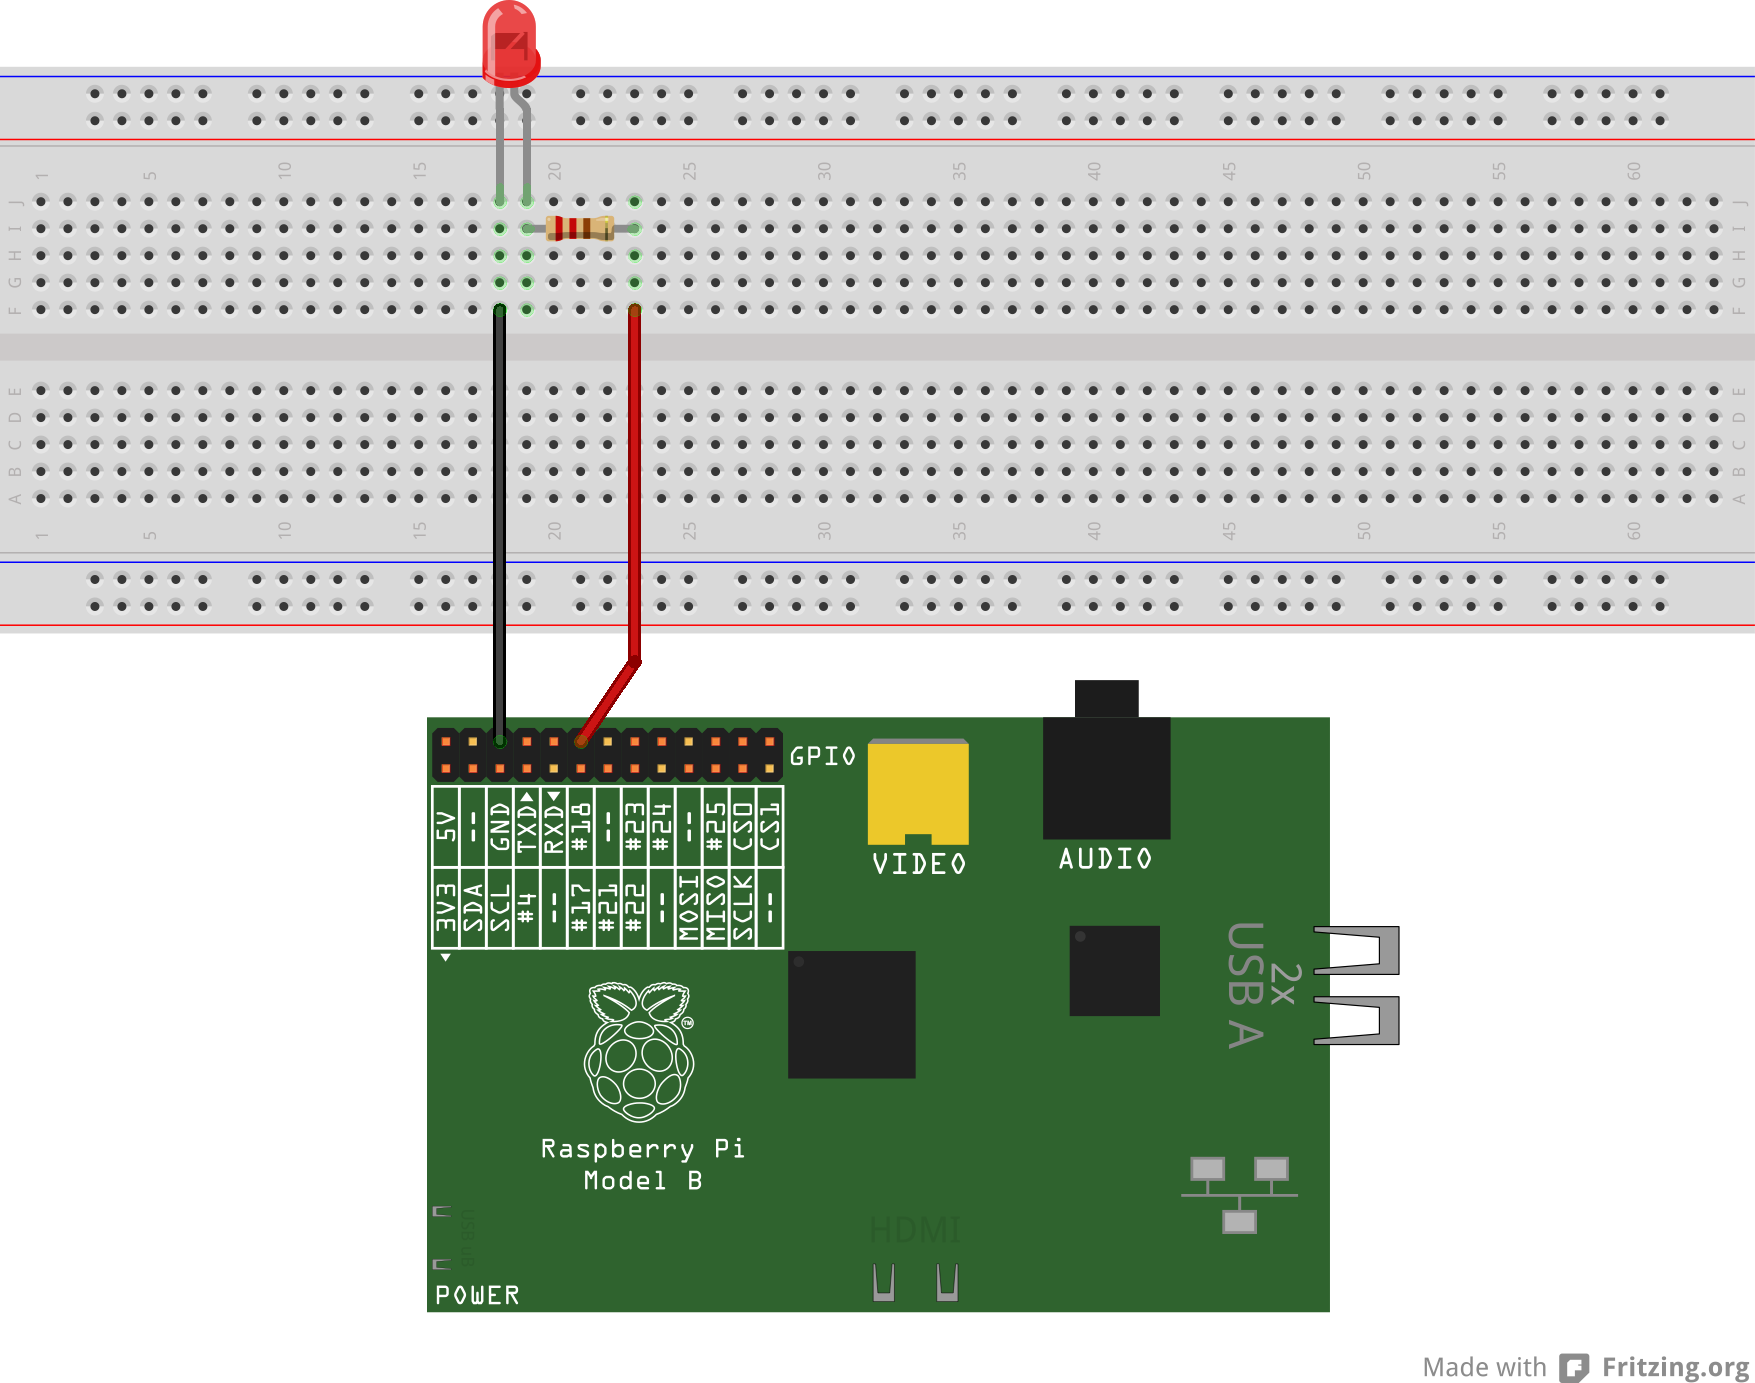 1 5 10 15 20 25 30 35 40 45 50 55 60
J J
I I
H H
G G
F F
E E
D D
C C
B B
A A
1 5 10 15 20 25 30 35 40 45 50 55 60
GPIO
5V -- GND TXD RXD #18 -- #23 #24 -- #25 CS0 CS1
3V3 SDA SCL #4 -- #17 #21 #22 -- MOSI MISO SCLK --
VIDEO
AUDIO
2x
USB A
TM
Raspberry Pi
Model B
HDMI
POWER
Made with Fritzing.org